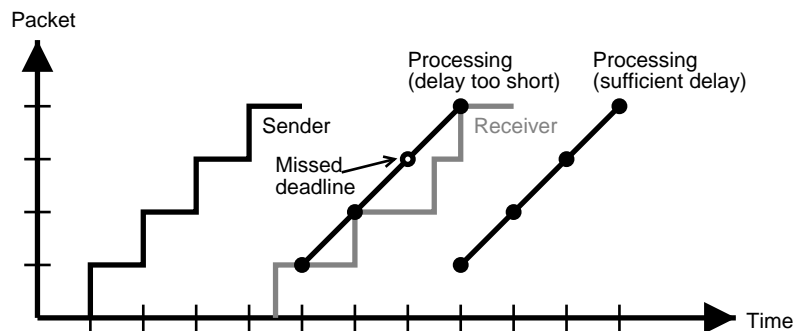 Packet
Processing
(delay too short)
Processing
(sufficient delay)
Sender
Receiver
Missed
deadline
Time